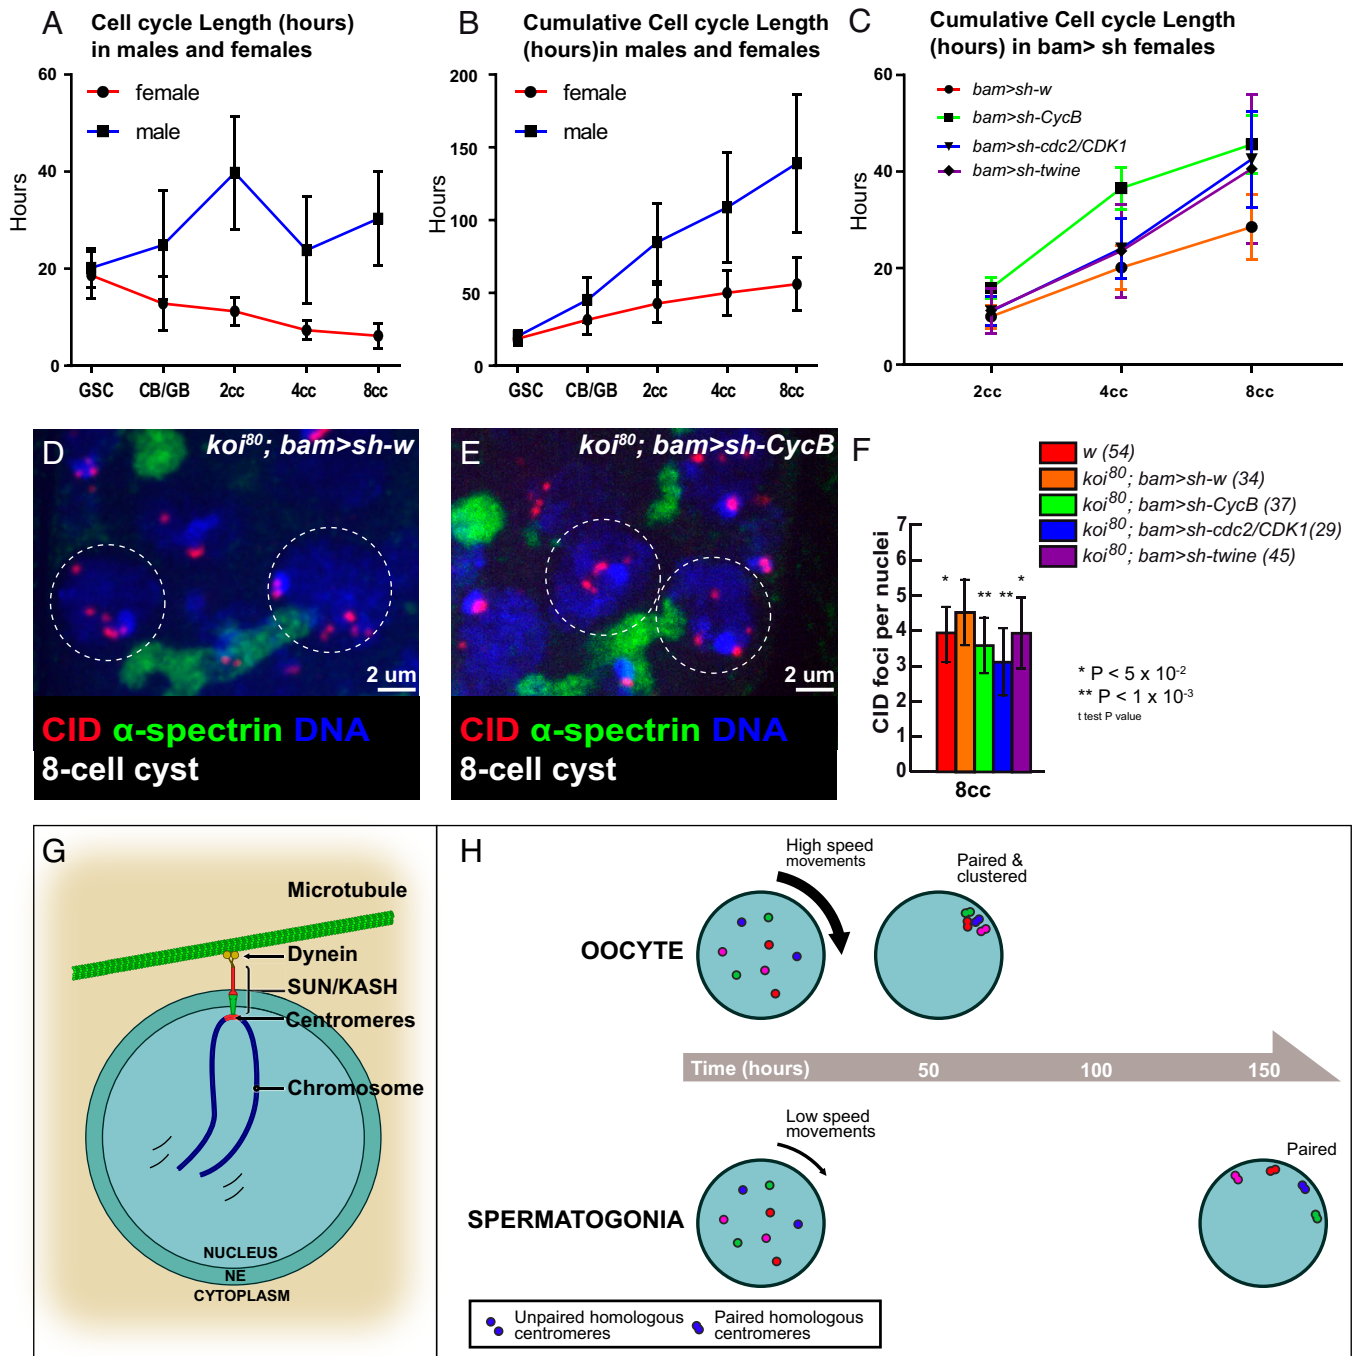 A
Cell cycle Length (hours)
in males and females
60
40
20
0
Hours
female
male
GSC
CB/GB
2cc
4cc
8cc
B
Cumulative Cell cycle Length
(hours)in males and females
200
150
100
50
0
Hours
female
male
GSC
CB/GB
2cc
4cc
8cc
C
Cumulative Cell cycle Length
(hours) in bam> sh females
60
40
20
0
Hours
bam>sh-w
bam>sh-CycB
bam>sh-cdc2/CDK1
bam>sh-twine
2cc
4cc
8cc
D
koi⁸⁰; bam>sh-w
2 um
CID α-spectrin DNA
8-cell cyst
E
koi⁸⁰; bam>sh-CycB
2 um
CID α-spectrin DNA
8-cell cyst
F
w (54)
koi⁸⁰; bam>sh-w (34)
koi⁸⁰; bam>sh-CycB (37)
koi⁸⁰; bam>sh-cdc2/CDK1(29)
koi⁸⁰; bam>sh-twine (45)
CID foci per nuclei
7
6
5
4
3
2
1
0
* ** ** *
8cc
* P < 5 x 10⁻²
** P < 1 x 10⁻³
t test P value
G
Microtubule
Dynein
SUN/KASH
Centromeres
Chromosome
NUCLEUS
NE
CYTOPLASM
H
High speed
movements
Paired &
clustered
OOCYTE
Time (hours) 50 100 150
Low speed
movements
Paired
SPERMATOGONIA
Unpaired homologous
centromeres
Paired homologous
centromeres